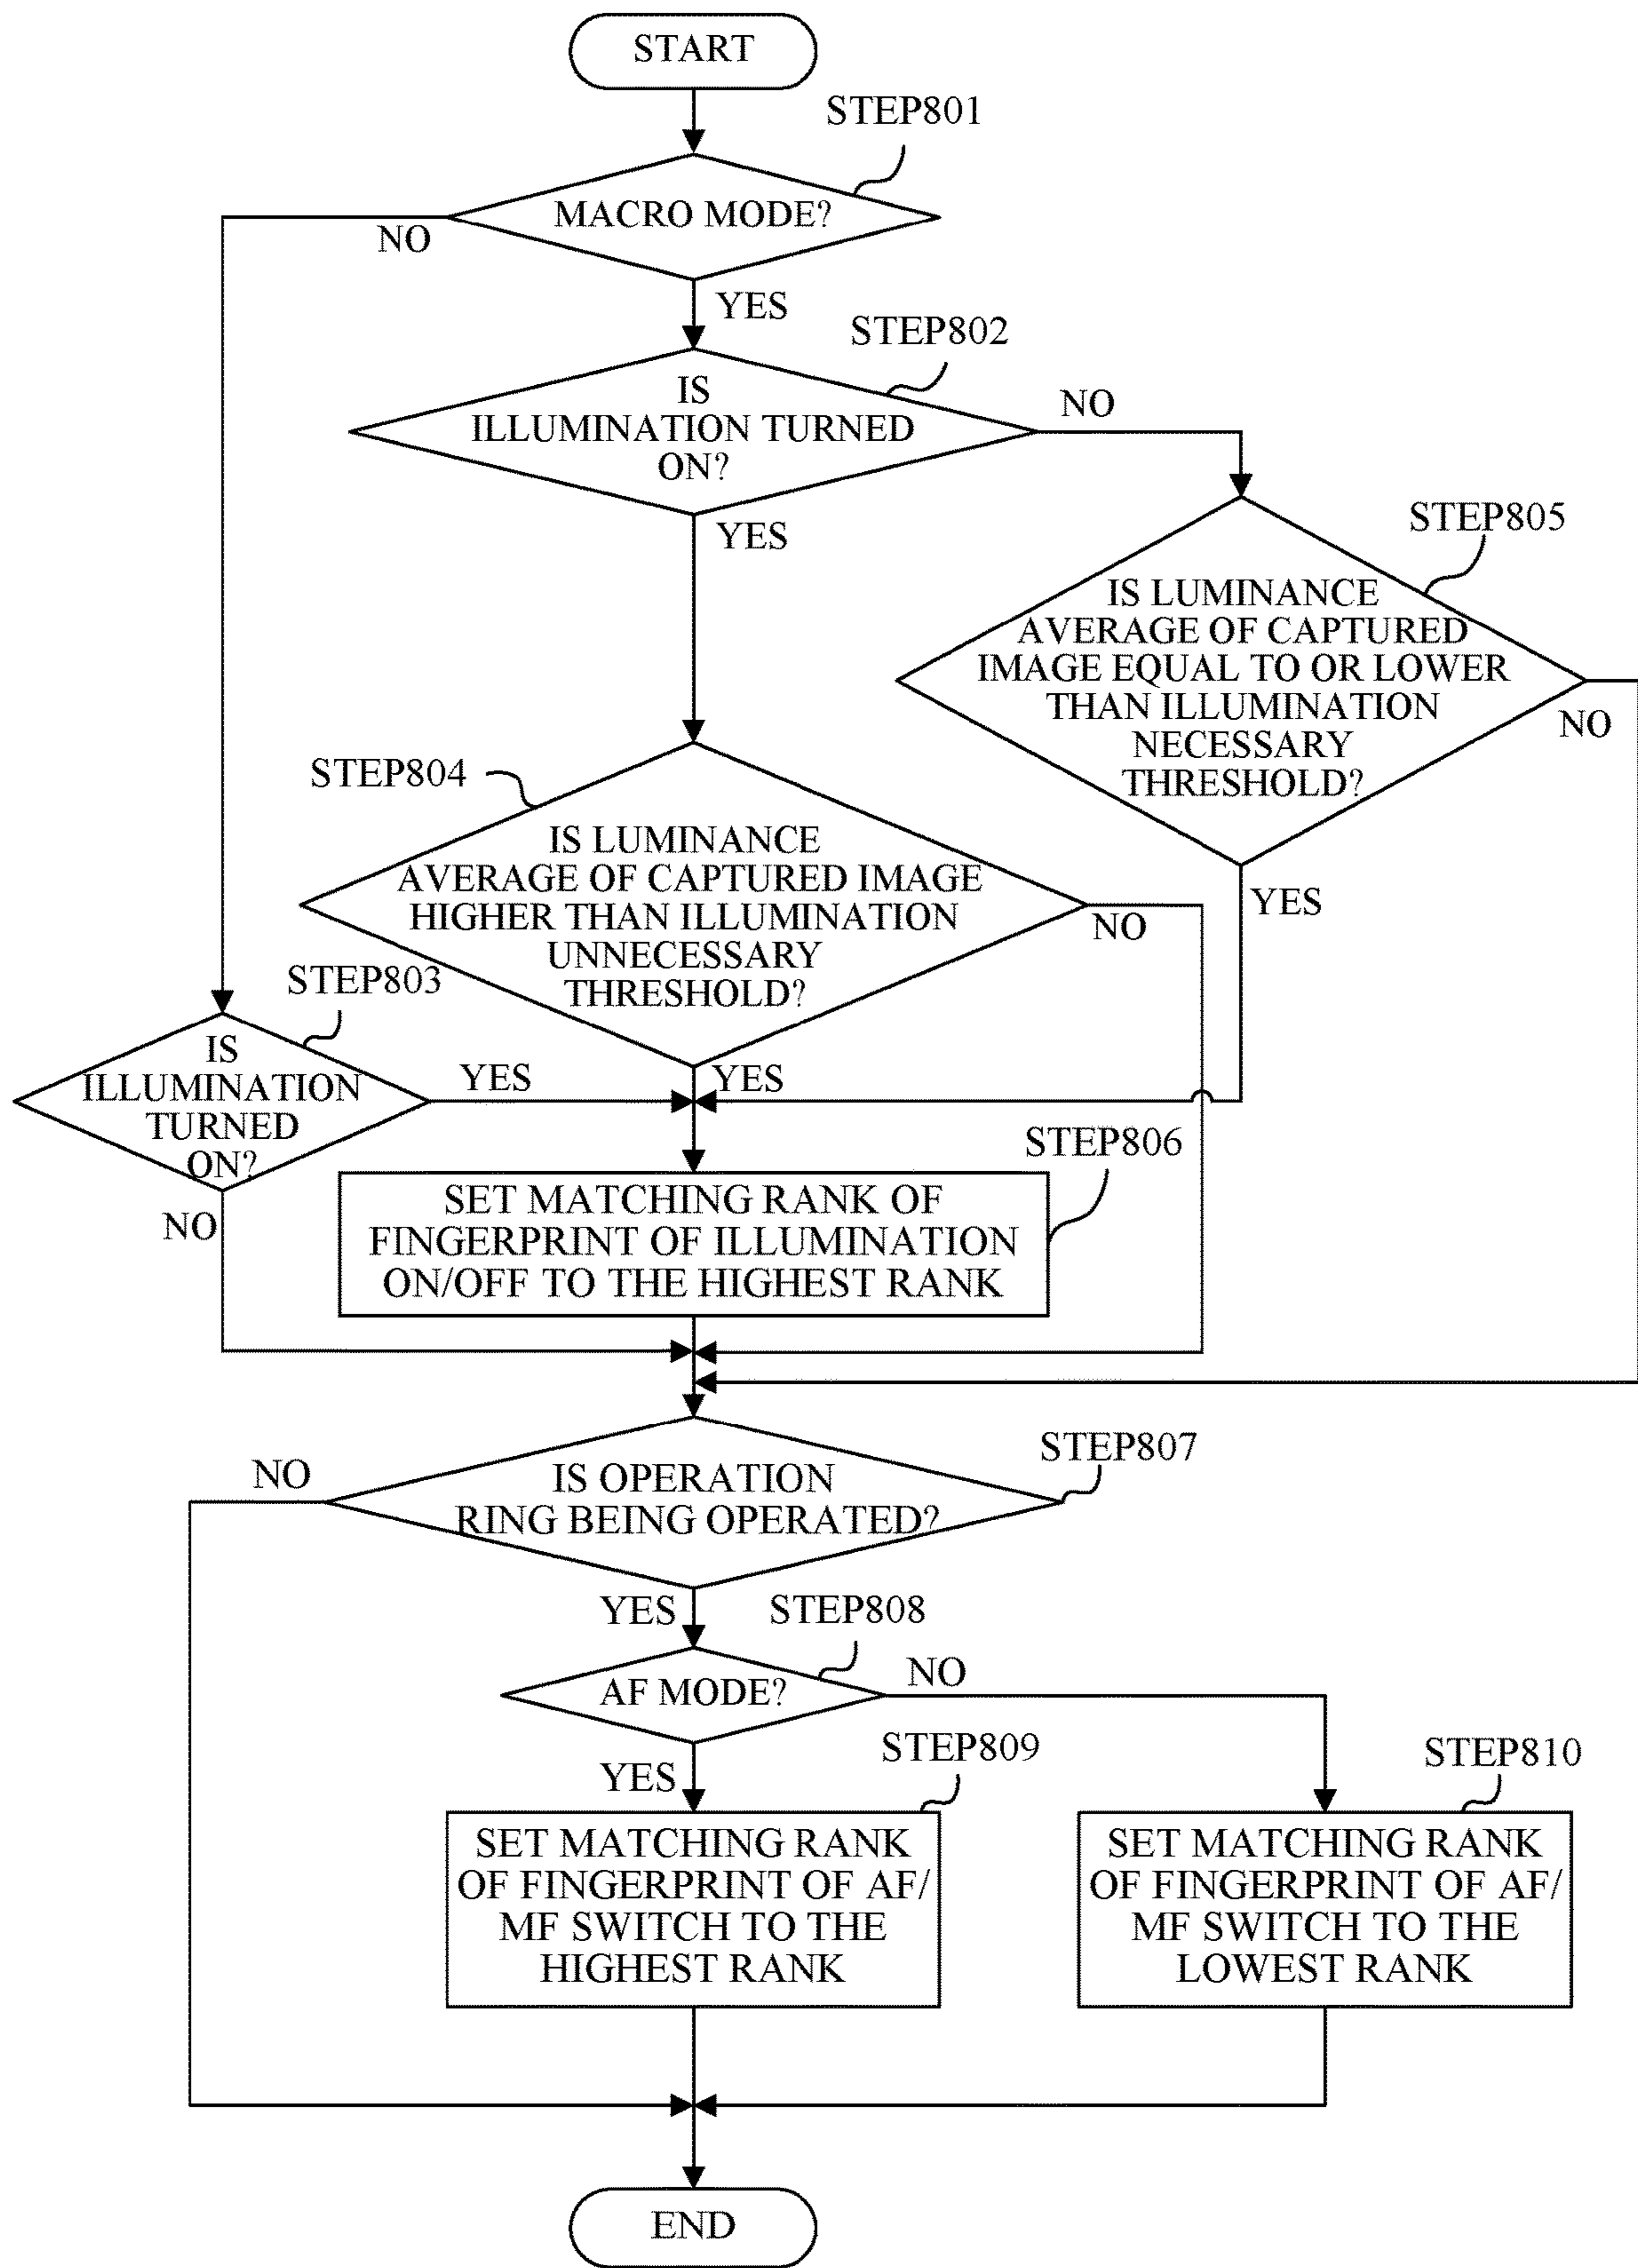 START
STEP801
MACRO MODE?
NO
YES
STEP802
IS
ILLUMINATION TURNED
ON?
NO
YES
STEP805
IS LUMINANCE
AVERAGE OF CAPTURED
IMAGE EQUAL TO OR LOWER
THAN ILLUMINATION
NECESSARY
THRESHOLD?
NO
YES
STEP804
IS LUMINANCE
AVERAGE OF CAPTURED IMAGE
HIGHER THAN ILLUMINATION
UNNECESSARY
THRESHOLD?
NO
YES
STEP803
IS
ILLUMINATION
TURNED
ON?
YES
NO
STEP806
SET MATCHING RANK OF
FINGERPRINT OF ILLUMINATION
ON/OFF TO THE HIGHEST RANK
STEP807
IS OPERATION
RING BEING OPERATED?
NO
YES
STEP808
AF MODE?
NO
YES
STEP809
SET MATCHING RANK
OF FINGERPRINT OF AF/
MF SWITCH TO THE
HIGHEST RANK
STEP810
SET MATCHING RANK
OF FINGERPRINT OF AF/
MF SWITCH TO THE
LOWEST RANK
END